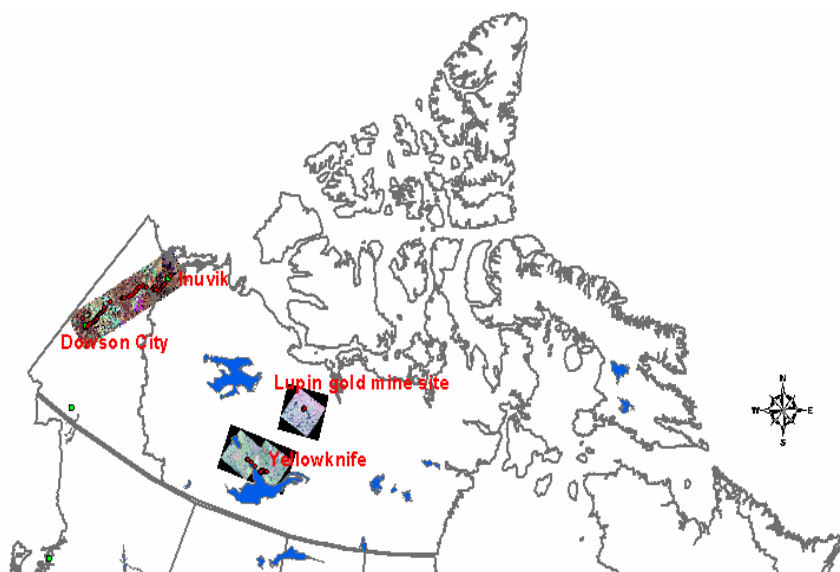 Inuvik
Dowson City
Lupin gold mine site
N
W E
S
Yellowknife